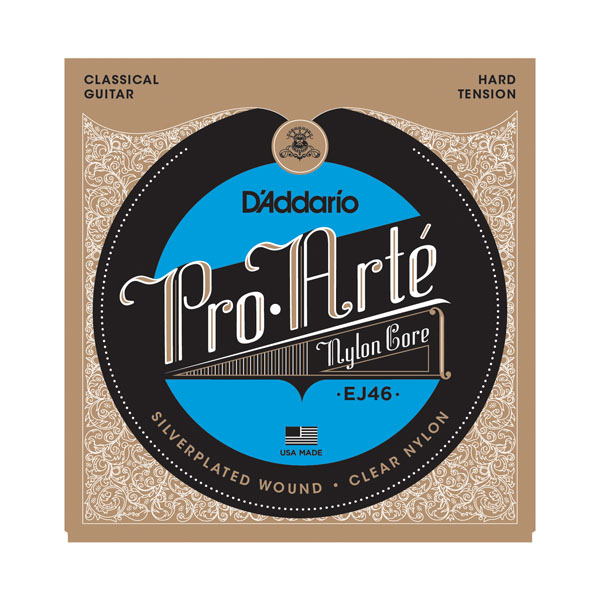 CLASSICAL
GUITAR
HARD
TENSION
D'Addario
Pro·Arté
Nylon Core
·EJ46·
USA MADE
SILVERPLATED WOUND · CLEAR NYLON